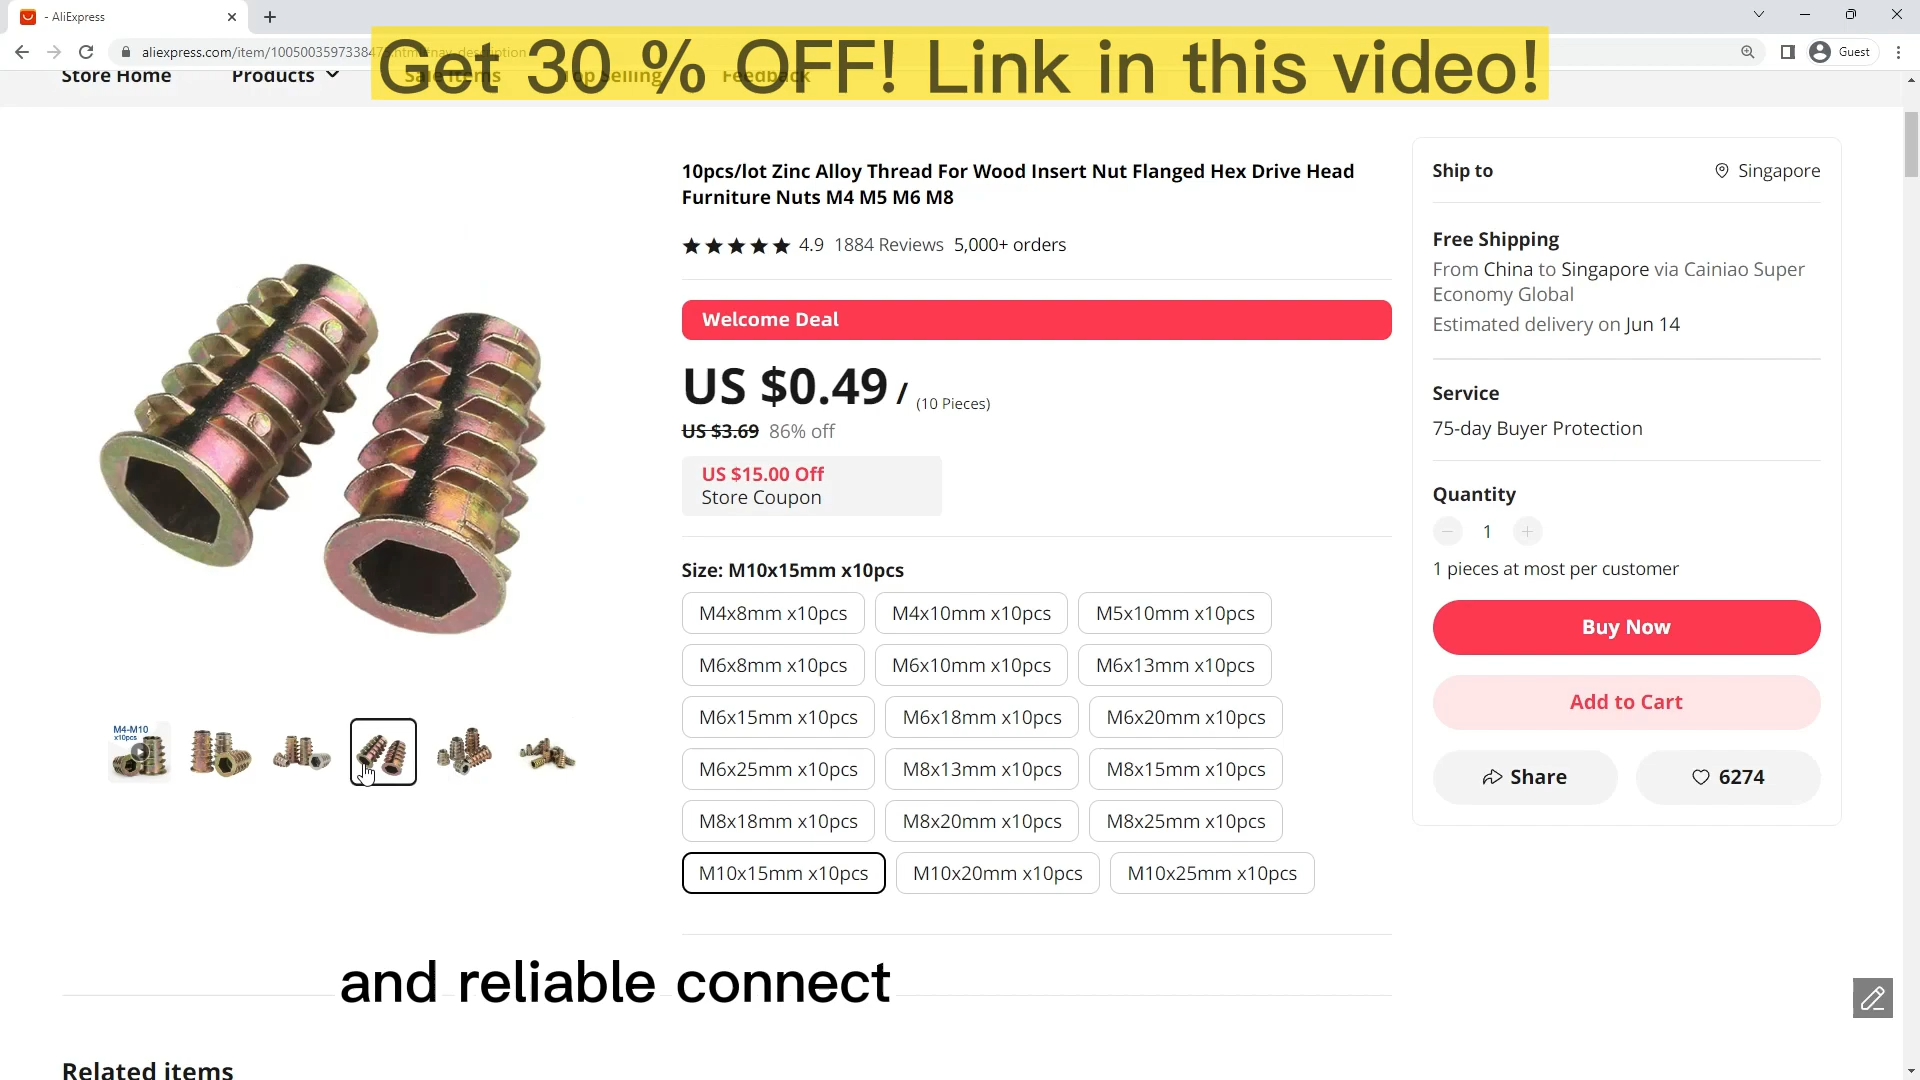 - AliExpress
aliexpress.com/item/100500359733847
Guest
Get 30 % OFF! Link in this video!
Store Home
Products
Sale Items
Top Selling
Feedback
10pcs/lot Zinc Alloy Thread For Wood Insert Nut Flanged Hex Drive Head
Furniture Nuts M4 M5 M6 M8
4.9 1884 Reviews 5,000+ orders
Welcome Deal
US $0.49 / (10 Pieces)
US $3.69 86% off
US $15.00 Off
Store Coupon
Size: M10x15mm x10pcs
M4x8mm x10pcs
M4x10mm x10pcs
M5x10mm x10pcs
M6x8mm x10pcs
M6x10mm x10pcs
M6x13mm x10pcs
M6x15mm x10pcs
M6x18mm x10pcs
M6x20mm x10pcs
M6x25mm x10pcs
M8x13mm x10pcs
M8x15mm x10pcs
M8x18mm x10pcs
M8x20mm x10pcs
M8x25mm x10pcs
M10x15mm x10pcs
M10x20mm x10pcs
M10x25mm x10pcs
M4-M10
x10pcs
Ship to
Singapore
Free Shipping
From China to Singapore via Cainiao Super
Economy Global
Estimated delivery on Jun 14
Service
75-day Buyer Protection
Quantity
1
1 pieces at most per customer
Buy Now
Add to Cart
Share
6274
and reliable connect
Related items